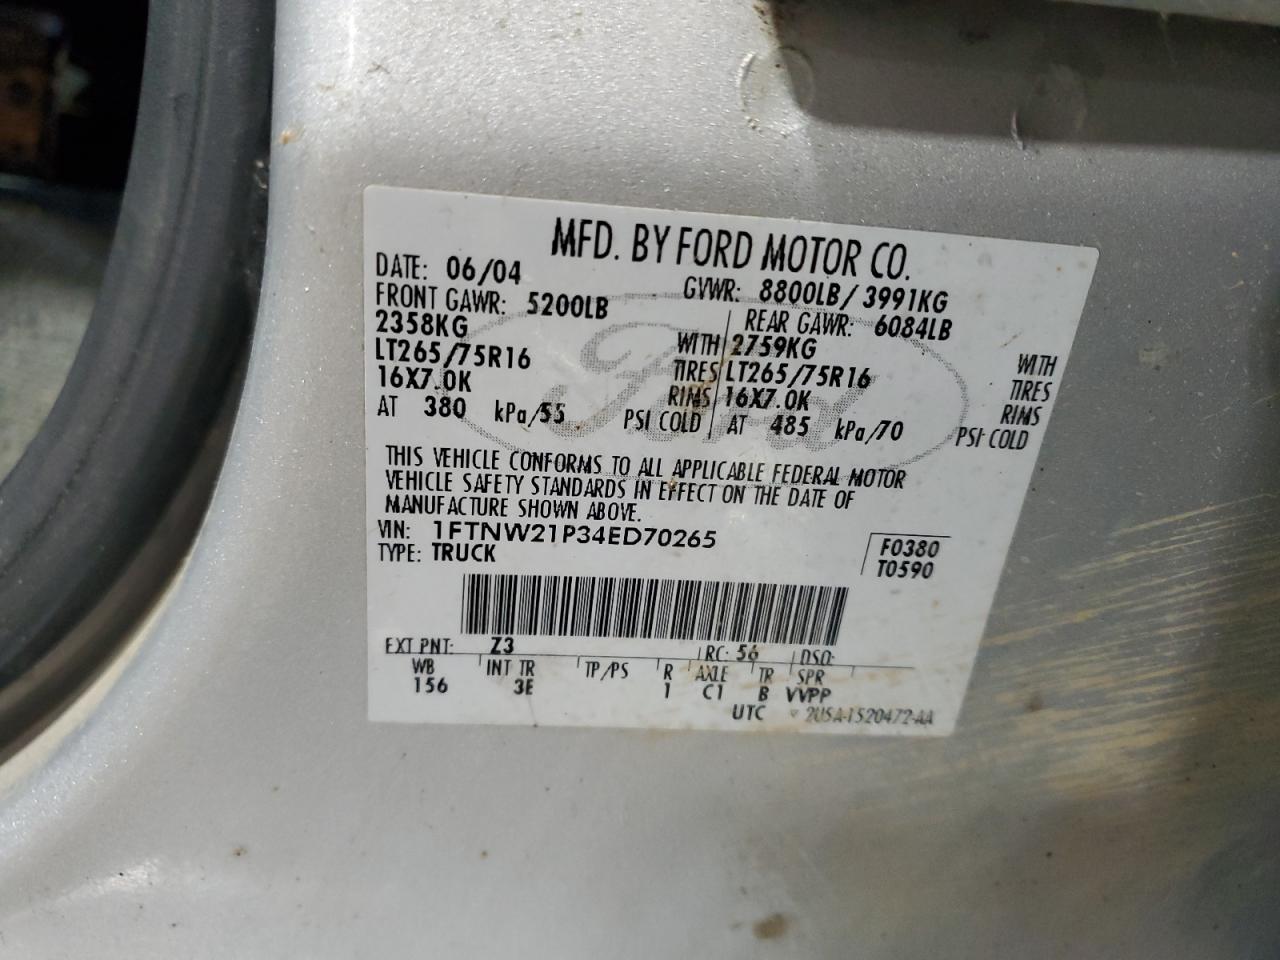 MFD. BY FORD MOTOR CO.
DATE: 06/04 GVWR: 8800LB/ 3991KG
FRONT GAWR: 5200LB REAR GAWR: 6084LB
2358KG WITH 2759KG WITH
LT265/75R16 TIRES LT265/75R16 TIRES
16X7.0K RIMS 16X7.0K RIMS
AT 380 kPa/55 PSI COLD AT 485 kPa/70 PSI COLD
Ford
THIS VEHICLE CONFORMS TO ALL APPLICABLE FEDERAL MOTOR
VEHICLE SAFETY STANDARDS IN EFFECT ON THE DATE OF
MANUFACTURE SHOWN ABOVE.
VIN: 1FTNW21P34ED70265
TYPE: TRUCK
F0380
T0590
EXT PNT: Z3 RC: 56 DSO:
WB INT TR TP/PS R AXLE TR SPR
156 3E 1 C1 B VVPP
UTC 2U5A-1520472-AA